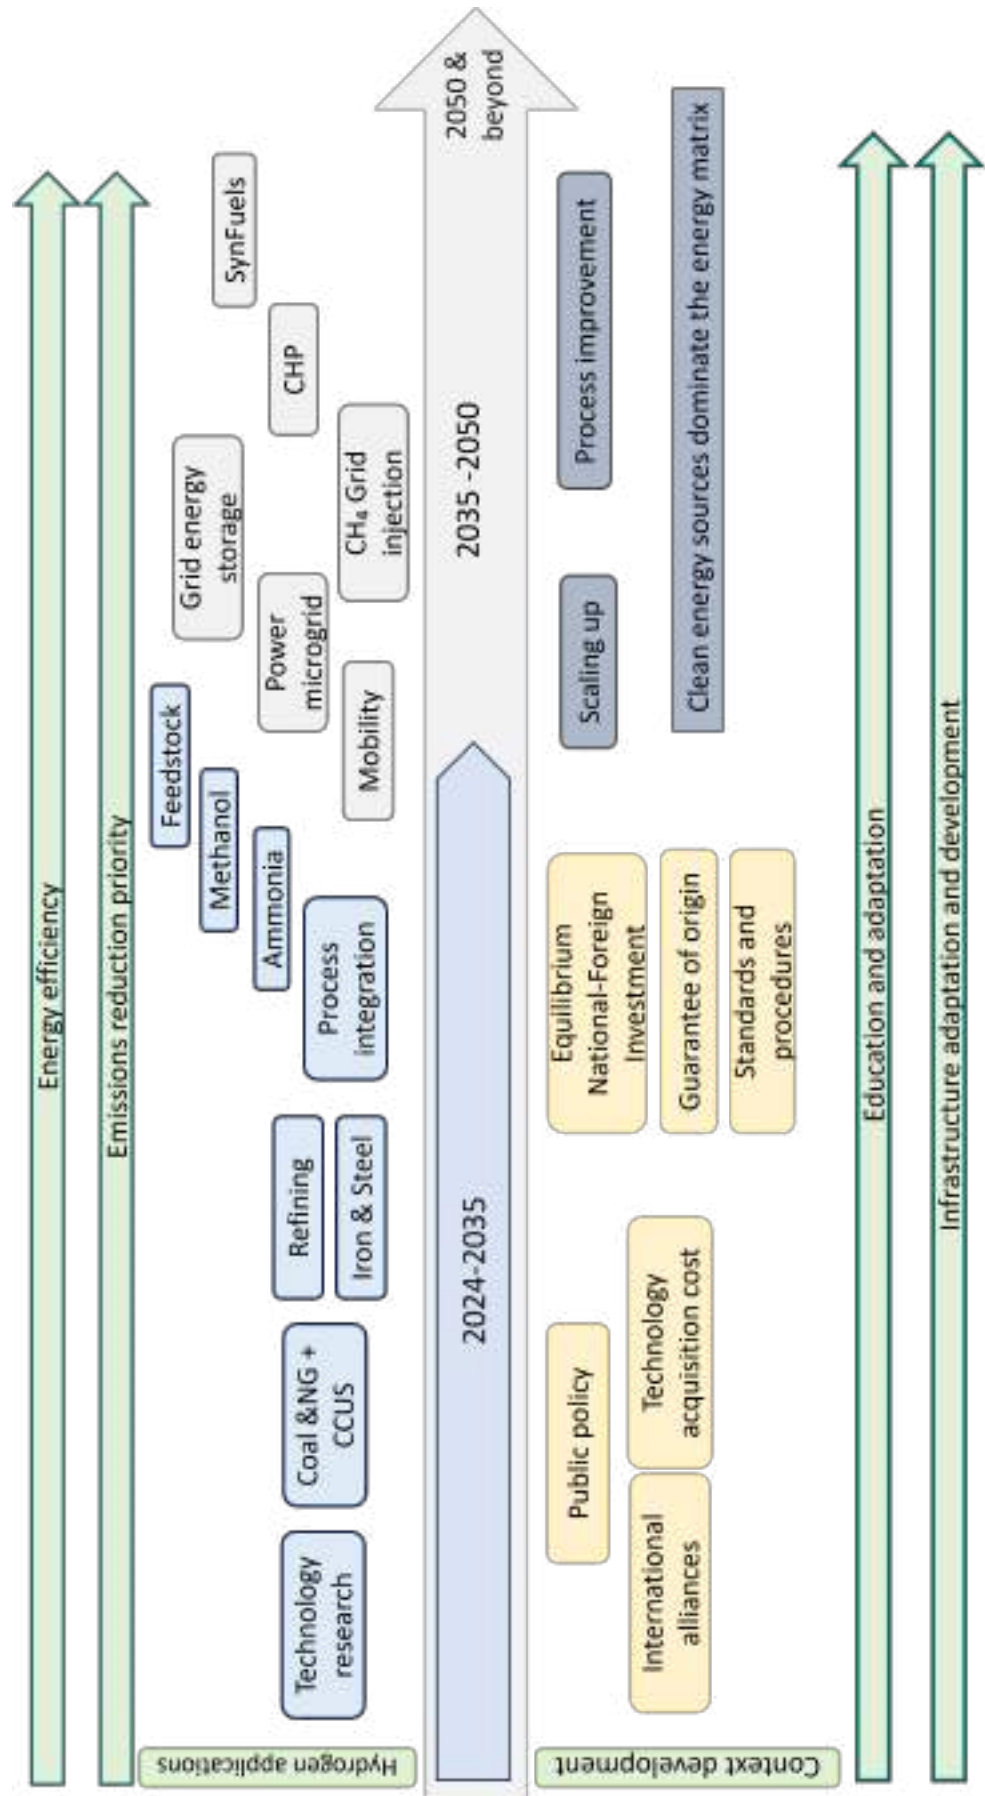 Energy efficiency
Emissions reduction priority
Hydrogen applications
Technology
research
Coal &NG +
CCUS
Refining
Iron & Steel
Process
integration
Ammonia
Methanol
Feedstock
Mobility
Power
microgrid
Grid energy
storage
CH₄ Grid
injection
CHP
SynFuels
2024-2035
2035 -2050
2050 &
beyond
Context development
Public policy
International
alliances
Technology
acquisition cost
Equilibrium
National-Foreign
Investment
Guarantee of origin
Standards and
procedures
Scaling up
Process improvement
Clean energy sources dominate the energy matrix
Education and adaptation
Infrastructure adaptation and development